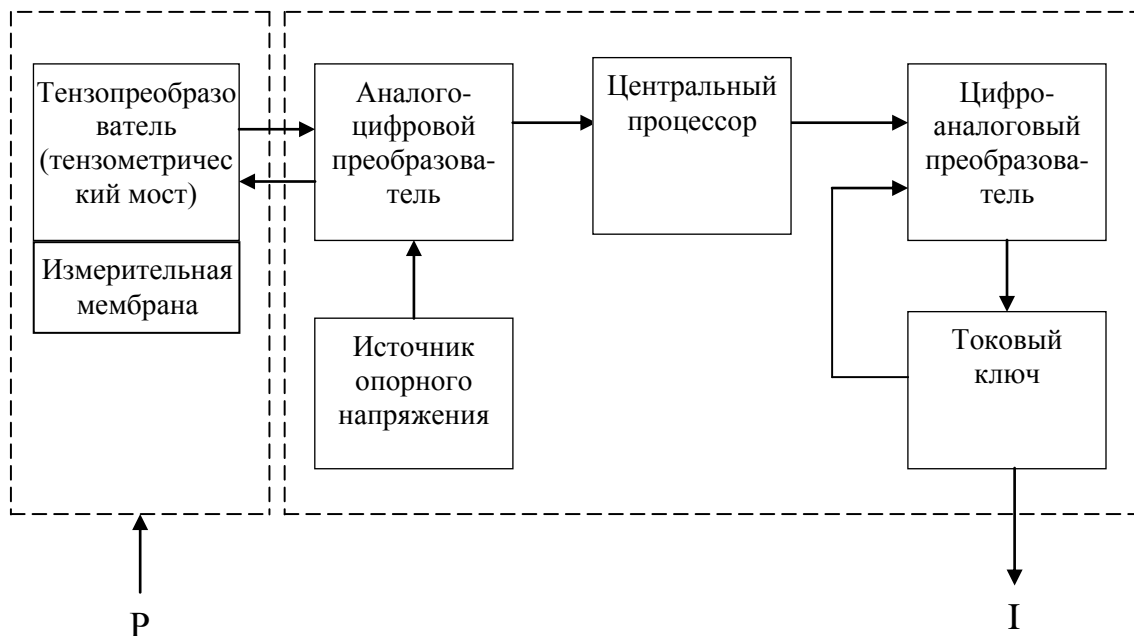 Тензопреобразо
ватель
(тензометричес
кий мост)
Измерительная
мембрана
Аналого-
цифровой
преобразова-
тель
Источник
опорного
напряжения
Центральный
процессор
Цифро-
аналоговый
преобразова-
тель
Токовый
ключ
P
I